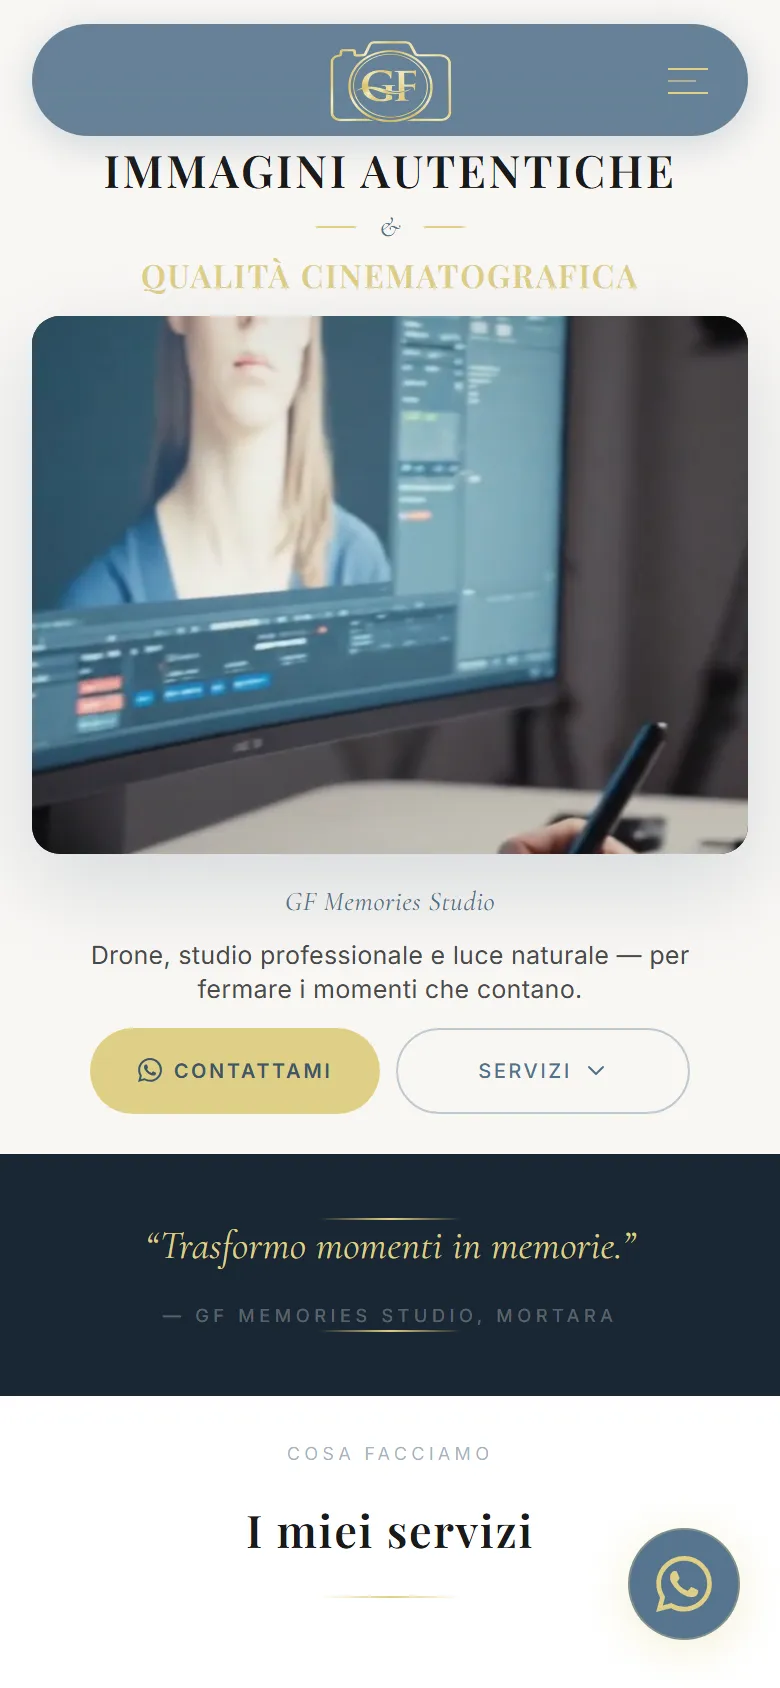 GF
IMMAGINI AUTENTICHE
&
QUALITÀ CINEMATOGRAFICA
GF Memories Studio
Drone, studio professionale e luce naturale — per
fermare i momenti che contano.
CONTATTAMI
SERVIZI
“Trasformo momenti in memorie.”
— GF MEMORIES STUDIO, MORTARA
COSA FACCIAMO
I miei servizi